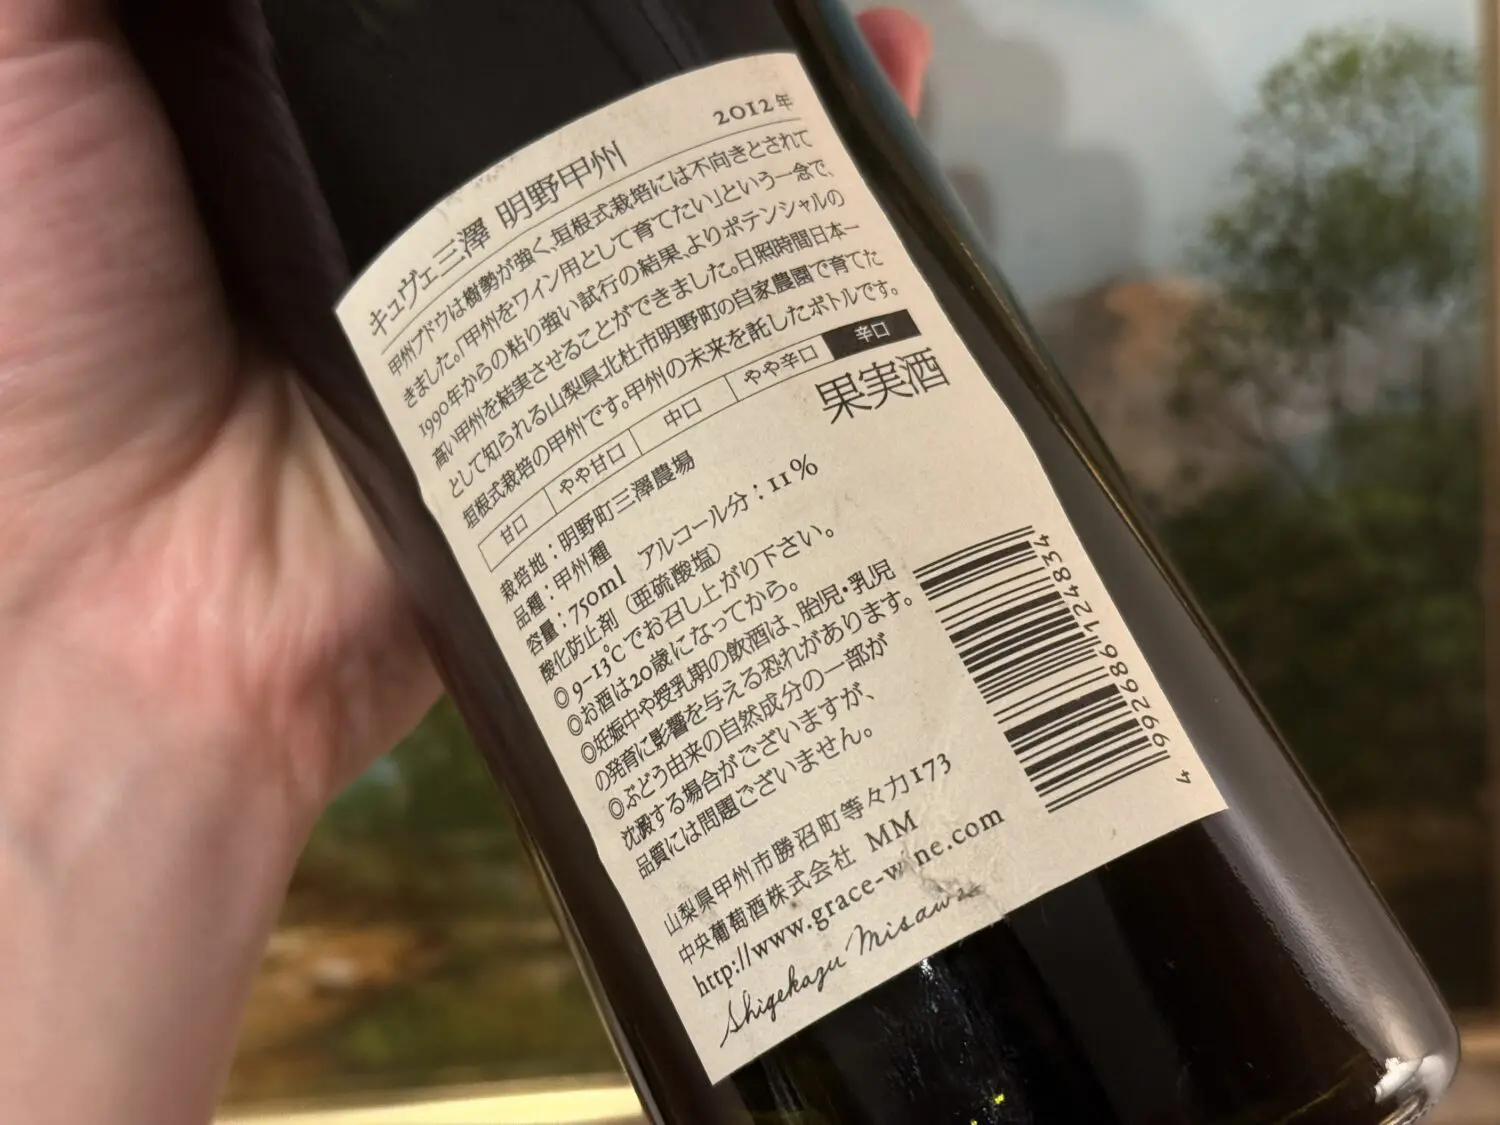 キュヴェ三澤 明野甲州 2012年
甲州ブドウは樹勢が強く、垣根式栽培には不向きとされて
きました。「甲州をワイン用として育てたい」という一念で、
1990年からの粘り強い試行の結果、よりポテンシャルの
高い甲州を結実させることができました。日照時間日本一
として知られる山梨県北杜市明野町の自家農園で育てた
垣根式栽培の甲州です。甲州の未来を託したボトルです。
甘口 やや甘口 中口 やや辛口 辛口
果実酒
栽培地:明野町三澤農場
品種:甲州種
容量:750ml アルコール分:11%
酸化防止剤(亜硫酸塩)
◎9-13℃でお召し上がり下さい。
◎お酒は20歳になってから。
◎妊娠中や授乳期の飲酒は、胎児・乳児
の発育に影響を与える恐れがあります。
◎ぶどう由来の自然成分の一部が
沈澱する場合がございますが、
品質には問題ございません。
4 992686 124834
山梨県甲州市勝沼町等々力173
中央葡萄酒株式会社 MM
http://www.grace-wine.com
Shigekazu Misawa